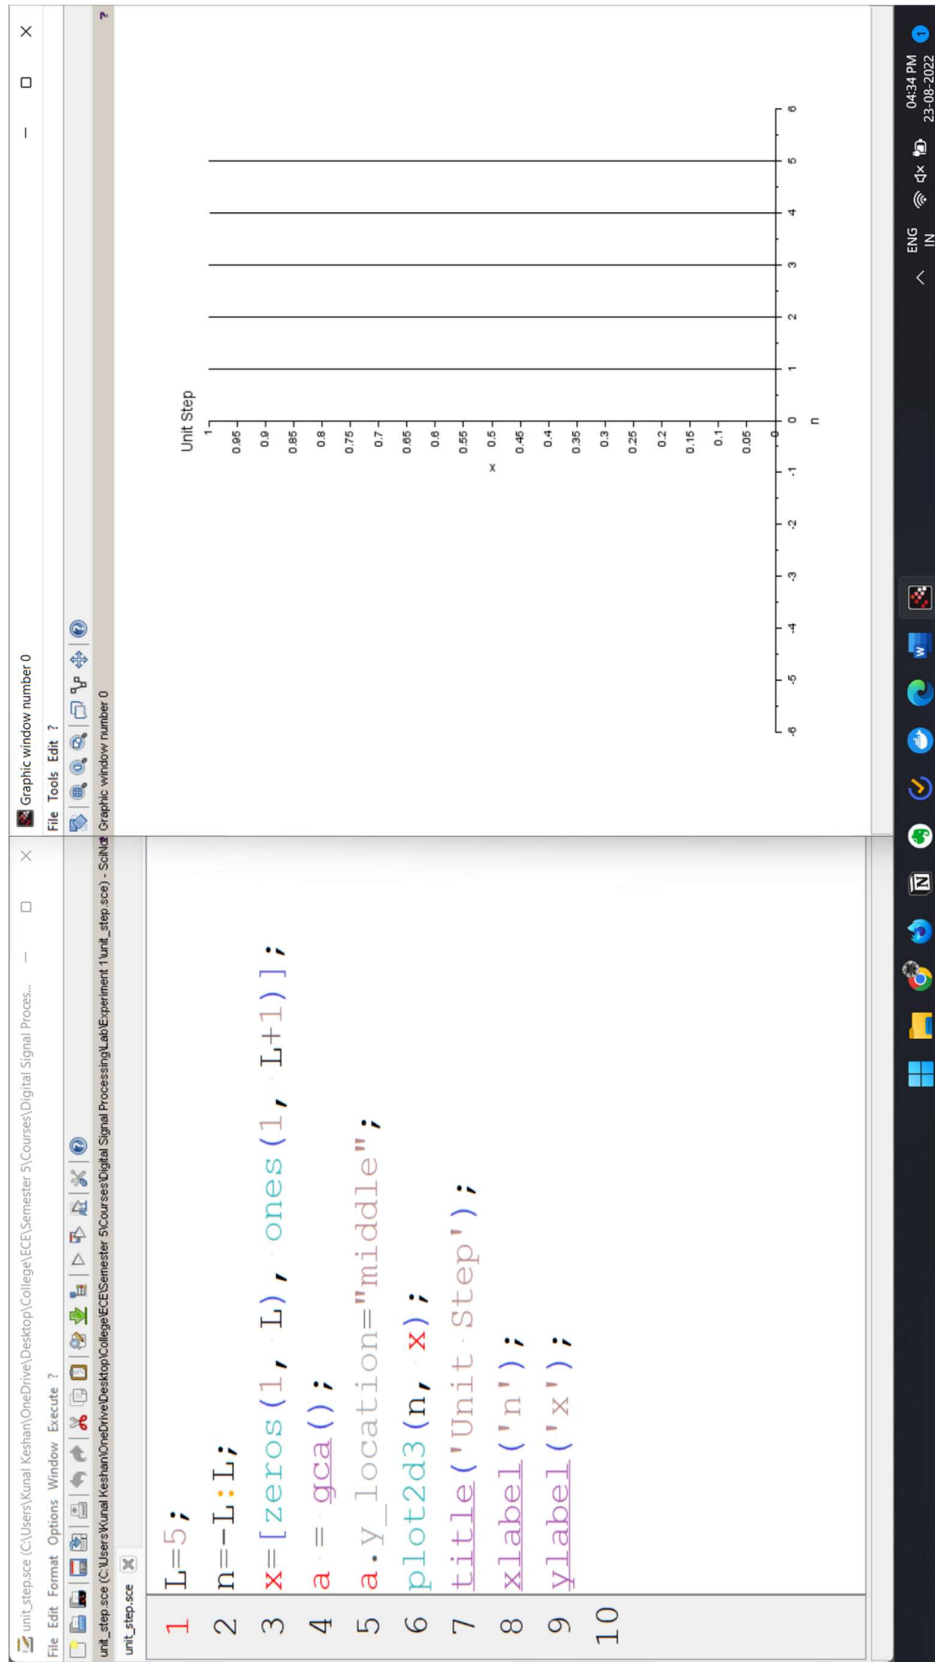 unit_step.sce (C:\Users\Kunal Keshan\OneDrive\Desktop\College\ECE\Semester 5\Courses\Digital Signal Proces...
File Edit Format Options Window Execute ?
unit_step.sce (C:\Users\Kunal Keshan\OneDrive\Desktop\College\ECE\Semester 5\Courses\Digital Signal Processing\Lab\Experiment 1\unit_step.sce) - SciNot
unit_step.sce
1 L=5;
2 n=-L:L;
3 x=[zeros(1, L), ones(1, L+1)];
4 a = gca();
5 a.y_location="middle";
6 plot2d3(n, x);
7 title('Unit Step');
8 xlabel('n');
9 ylabel('x');
10
Graphic window number 0
File Tools Edit ?
Graphic window number 0
?
Unit Step
1
0.95
0.9
0.85
0.8
0.75
0.7
0.65
0.6
0.55
0.5
x
0.45
0.4
0.35
0.3
0.25
0.2
0.15
0.1
0.05
0
-6 -5 -4 -3 -2 -1 0 1 2 3 4 5 6
n
N
W
ENG
IN
04:34 PM
23-08-2022
1